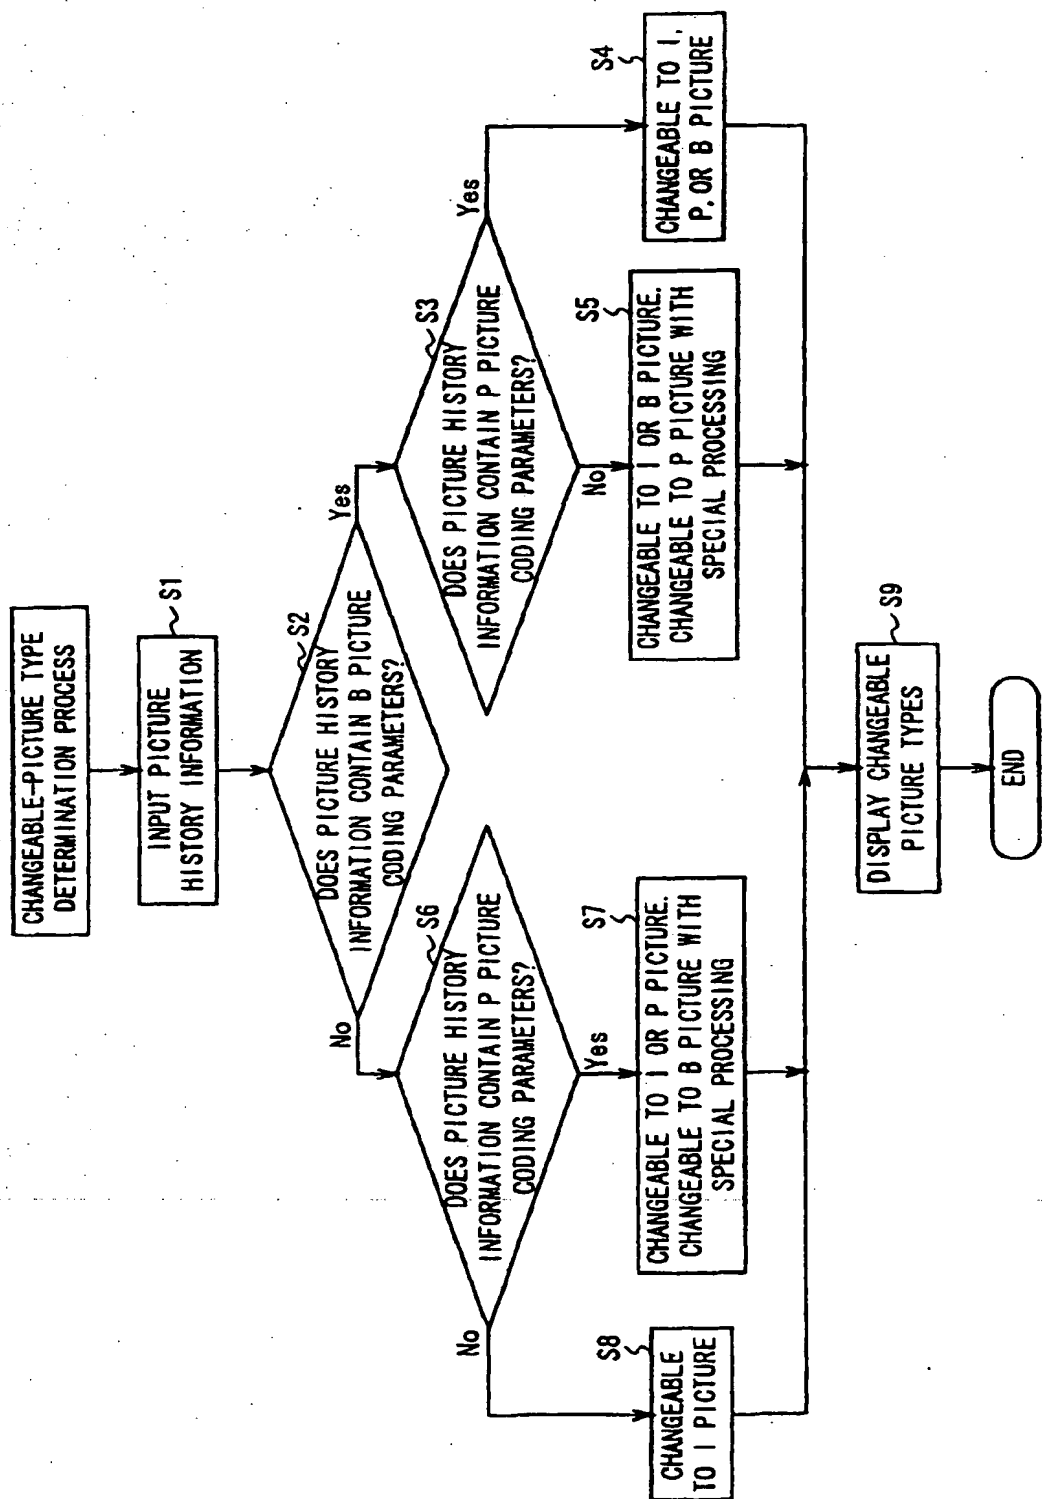 CHANGEABLE-PICTURE TYPE
DETERMINATION PROCESS
S1
INPUT PICTURE
HISTORY INFORMATION
S2
DOES PICTURE HISTORY
INFORMATION CONTAIN B PICTURE
CODING PARAMETERS?
No
Yes
S6
DOES PICTURE HISTORY
INFORMATION CONTAIN P PICTURE
CODING PARAMETERS?
No
Yes
S3
DOES PICTURE HISTORY
INFORMATION CONTAIN P PICTURE
CODING PARAMETERS?
Yes
No
S8
CHANGEABLE
TO I PICTURE
S7
CHANGEABLE TO I OR P PICTURE.
CHANGEABLE TO B PICTURE WITH
SPECIAL PROCESSING
S5
CHANGEABLE TO I OR B PICTURE.
CHANGEABLE TO P PICTURE WITH
SPECIAL PROCESSING
S4
CHANGEABLE TO I,
P, OR B PICTURE
S9
DISPLAY CHANGEABLE
PICTURE TYPES
END